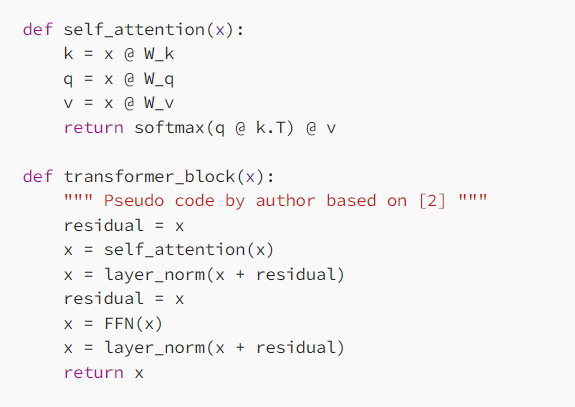 def self_attention(x):
    k = x @ W_k
    q = x @ W_q
    v = x @ W_v
    return softmax(q @ k.T) @ v

def transformer_block(x):
    """ Pseudo code by author based on [2] """
    residual = x
    x = self_attention(x)
    x = layer_norm(x + residual)
    residual = x
    x = FFN(x)
    x = layer_norm(x + residual)
    return x